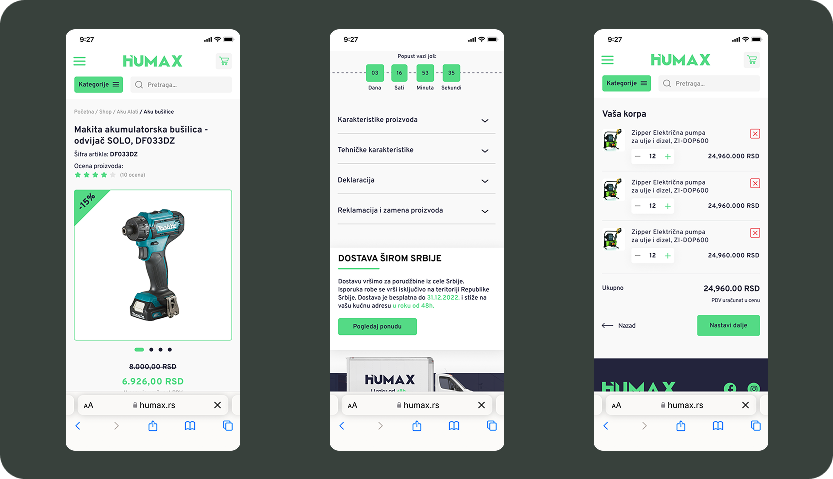 9:27
HUMAX
Kategorije
Pretraga...
Početna / Shop / Aku Alati / Aku bušilice
Makita akumulatorska bušilica -
odvijač SOLO, DF033DZ
Šifra artikla: DF033DZ
Ocena proizvoda:
(10 ocena)
-15%
makita
8.000,00 RSD
6.926,00 RSD
AA
humax.rs
9:27
Popust važi još:
03
16
53
35
Dana
Sati
Minuta
Sekundi
Karakteristike proizvoda
Tehničke karakteristike
Deklaracija
Reklamacija i zamena proizvoda
DOSTAVA ŠIROM SRBIJE
Dostavu vršimo za porudžbine iz cele Srbije.
Isporuka robe se vrši isključivo na teritoriji Republike
Srbije. Dostava je besplatna do 31.12.2022. i stiže na
vašu kućnu adresu u roku od 48h.
Pogledaj ponudu
HUMAX
AA
humax.rs
9:27
HUMAX
Kategorije
Pretraga...
Vaša korpa
Zipper Električna pumpa
za ulje i dizel, ZI-DOP600
12
24,960.000 RSD
Zipper Električna pumpa
za ulje i dizel, ZI-DOP600
12
24,960.000 RSD
Zipper Električna pumpa
za ulje i dizel, ZI-DOP600
12
24,960.000 RSD
Ukupno
24,960.00 RSD
PDV uračunat u cenu
Nazad
Nastavi dalje
HUMAX
AA
humax.rs